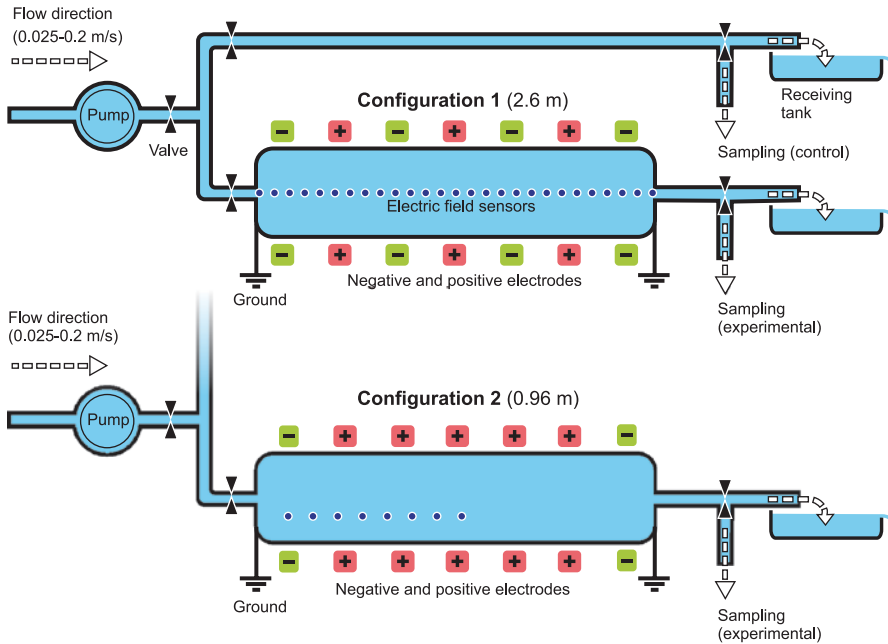 Flow direction
(0.025-0.2 m/s)
Pump
Valve
Configuration 1 (2.6 m)
− + − + − + −
Electric field sensors
− + − + − + −
Negative and positive electrodes
Ground
Receiving
tank
Sampling (control)
Sampling
(experimental)
Flow direction
(0.025-0.2 m/s)
Pump
Configuration 2 (0.96 m)
− + + + + + −
− + + + + + −
Negative and positive electrodes
Ground
Sampling
(experimental)